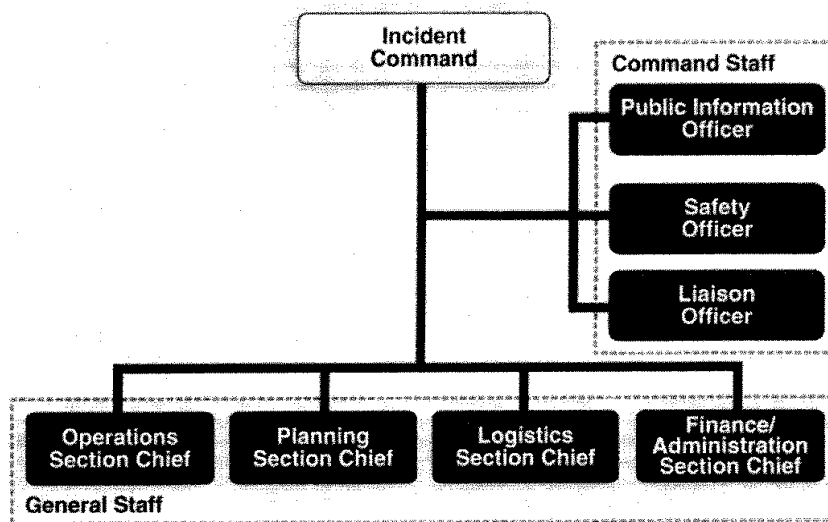 Incident
Command
Command Staff
Public Information
Officer
Safety
Officer
Liaison
Officer
Operations
Section Chief
Planning
Section Chief
Logistics
Section Chief
Finance/
Administration
Section Chief
General Staff